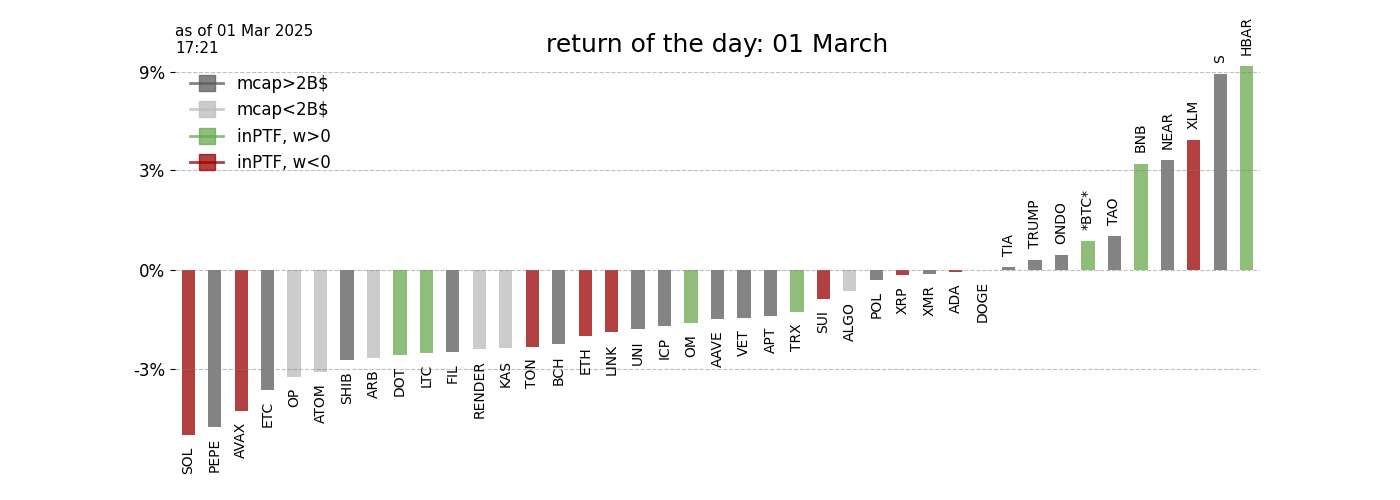 as of 01 Mar 2025
17:21
return of the day: 01 March
9%
3%
0%
-3%
mcap>2B$
mcap<2B$
inPTF, w>0
inPTF, w<0
SOL
PEPE
AVAX
ETC
OP
ATOM
SHIB
ARB
DOT
LTC
FIL
RENDER
KAS
TON
BCH
ETH
LINK
UNI
ICP
OM
AAVE
VET
APT
TRX
SUI
ALGO
POL
XRP
XMR
ADA
DOGE
TIA
TRUMP
ONDO
*BTC*
TAO
BNB
NEAR
XLM
S
HBAR